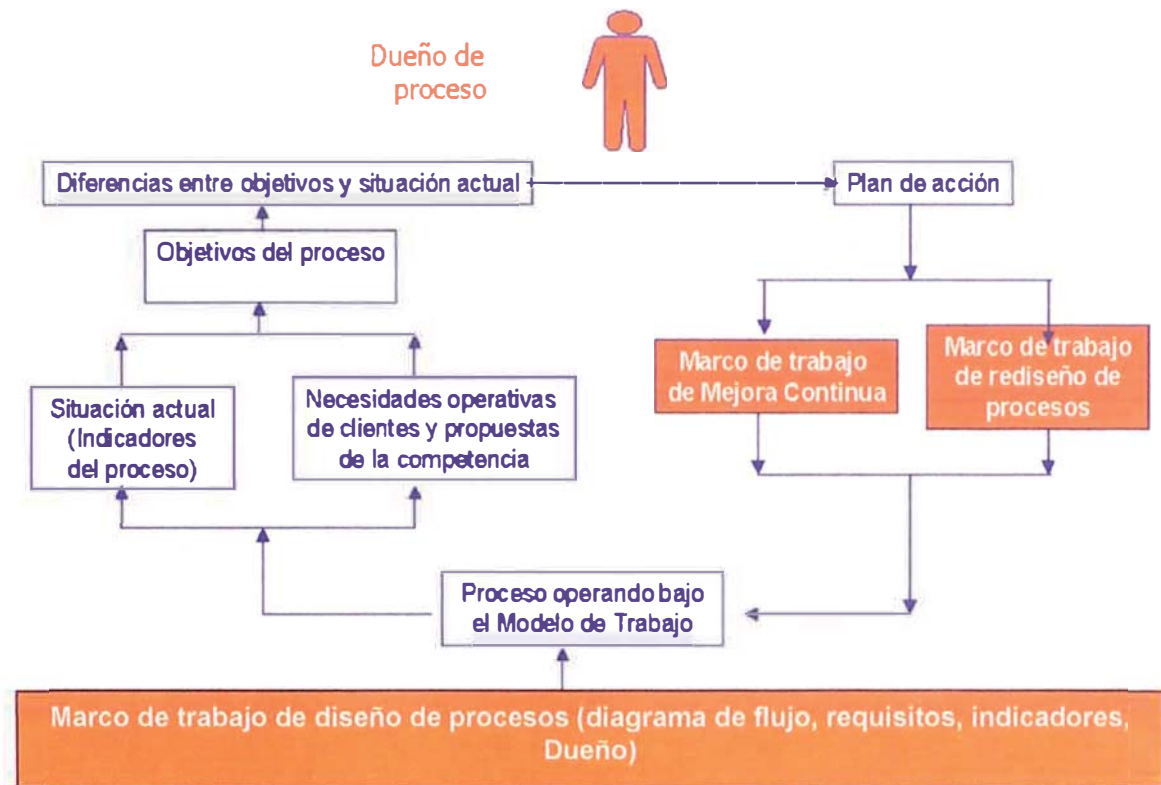 Dueño de
proceso
Diferencias entre objetivos y situación actual
Plan de acción
Objetivos del proceso
Marco de trabajo
de Mejora Continua
Marco de trabajo
de rediseño de
procesos
Situación actual
(Indicadores
del proceso)
Necesidades operativas
de clientes y propuestas
de la competencia
Proceso operando bajo
el Modelo de Trabajo
Marco de trabajo de diseño de procesos (diagrama de flujo, requisitos, indicadores,
Dueño)